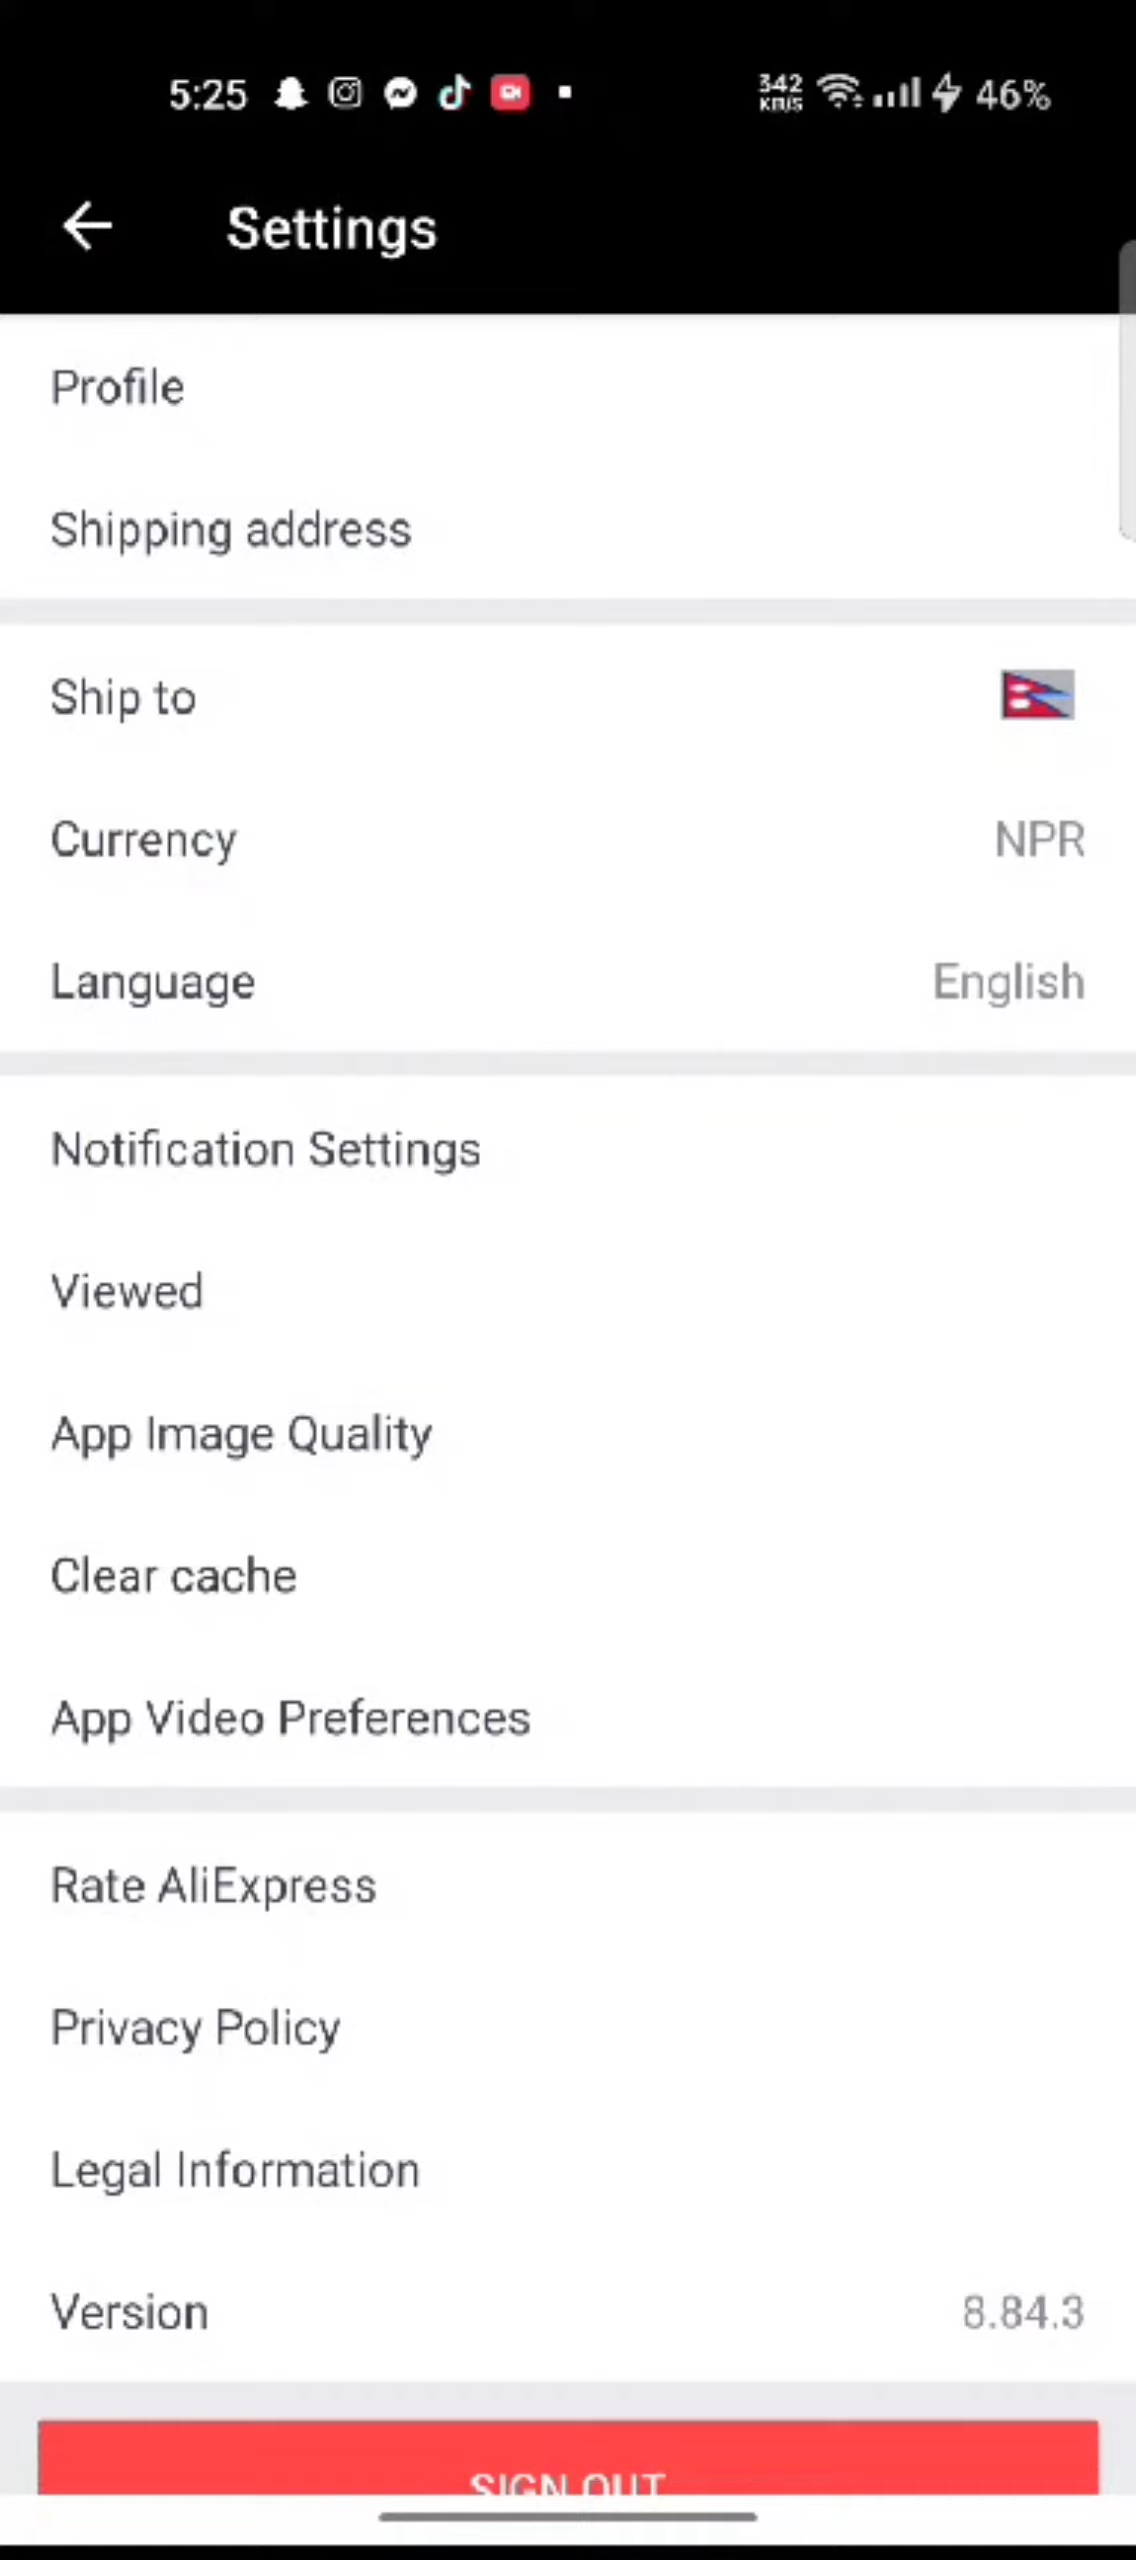 5:25 342 KB/S 46%
Settings
Profile
Shipping address
Ship to
Currency NPR
Language English
Notification Settings
Viewed
App Image Quality
Clear cache
App Video Preferences
Rate AliExpress
Privacy Policy
Legal Information
Version 8.84.3
SIGN OUT